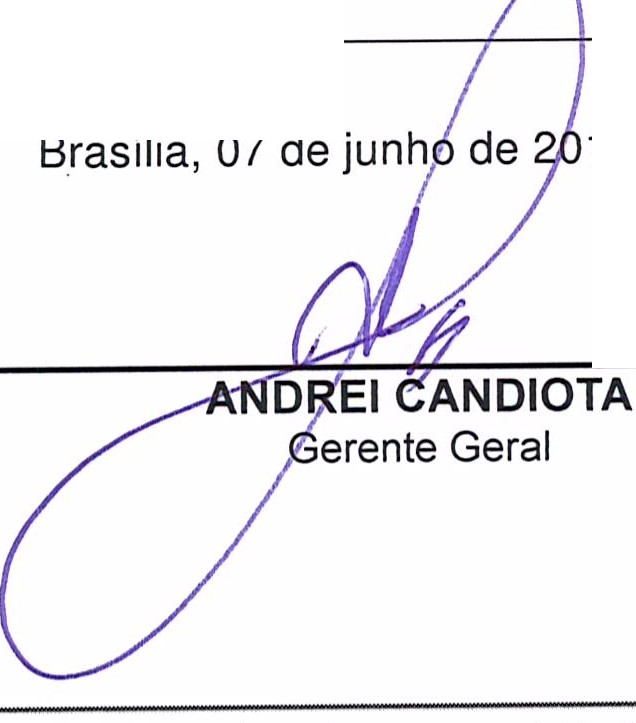 Brasília, 07 de junho de 20
ANDREI CANDIOTA
Gerente Geral